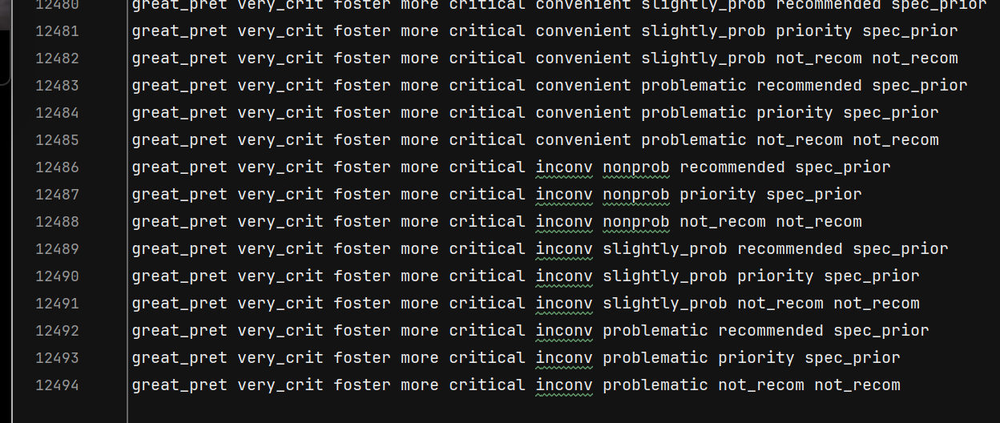 12480 great_pret very_crit foster more critical convenient slightly_prob recommended spec_prior
12481 great_pret very_crit foster more critical convenient slightly_prob priority spec_prior
12482 great_pret very_crit foster more critical convenient slightly_prob not_recom not_recom
12483 great_pret very_crit foster more critical convenient problematic recommended spec_prior
12484 great_pret very_crit foster more critical convenient problematic priority spec_prior
12485 great_pret very_crit foster more critical convenient problematic not_recom not_recom
12486 great_pret very_crit foster more critical inconv nonprob recommended spec_prior
12487 great_pret very_crit foster more critical inconv nonprob priority spec_prior
12488 great_pret very_crit foster more critical inconv nonprob not_recom not_recom
12489 great_pret very_crit foster more critical inconv slightly_prob recommended spec_prior
12490 great_pret very_crit foster more critical inconv slightly_prob priority spec_prior
12491 great_pret very_crit foster more critical inconv slightly_prob not_recom not_recom
12492 great_pret very_crit foster more critical inconv problematic recommended spec_prior
12493 great_pret very_crit foster more critical inconv problematic priority spec_prior
12494 great_pret very_crit foster more critical inconv problematic not_recom not_recom